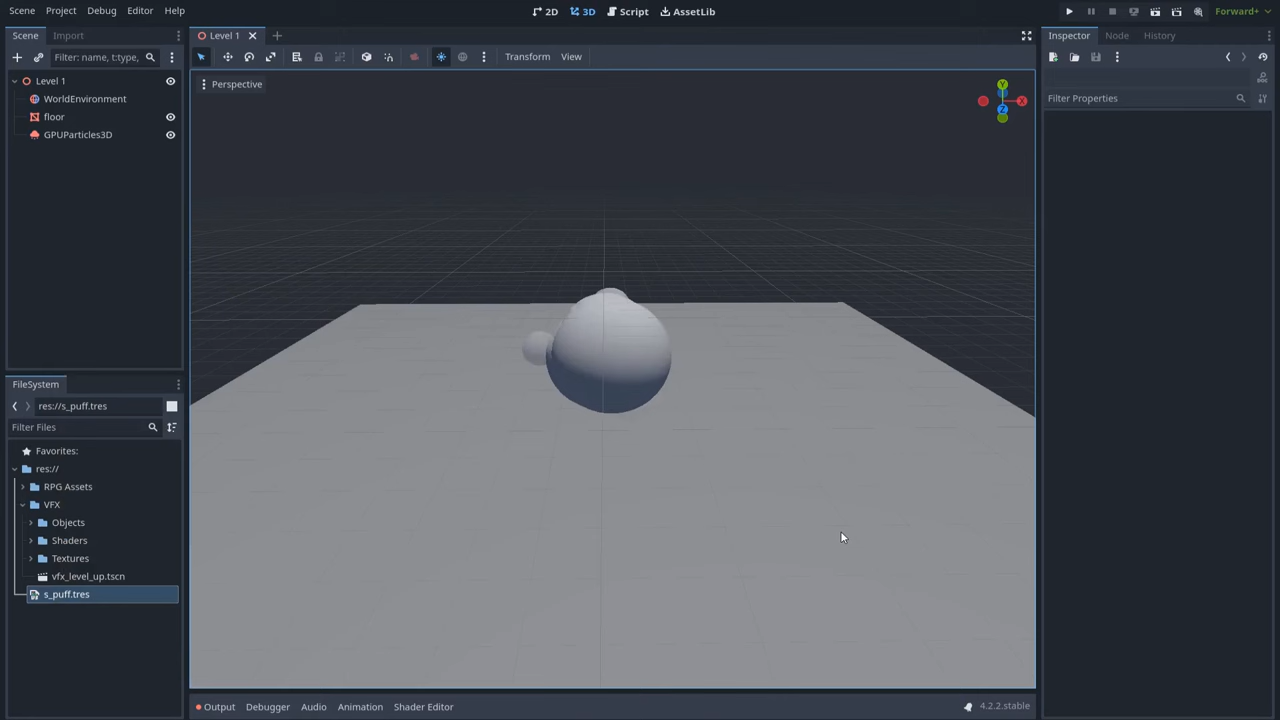 Scene Project Debug Editor Help
2D 3D Script AssetLib
Forward+
Scene Import
Level 1
Inspector Node History
Filter: name, t:type,
Transform View
Level 1
WorldEnvironment
floor
GPUParticles3D
Perspective
Y
X
Z
DOC
Filter Properties
FileSystem
res://s_puff.tres
Filter Files
Favorites:
res://
RPG Assets
VFX
Objects
Shaders
Textures
vfx_level_up.tscn
s_puff.tres
Output Debugger Audio Animation Shader Editor
4.2.2.stable